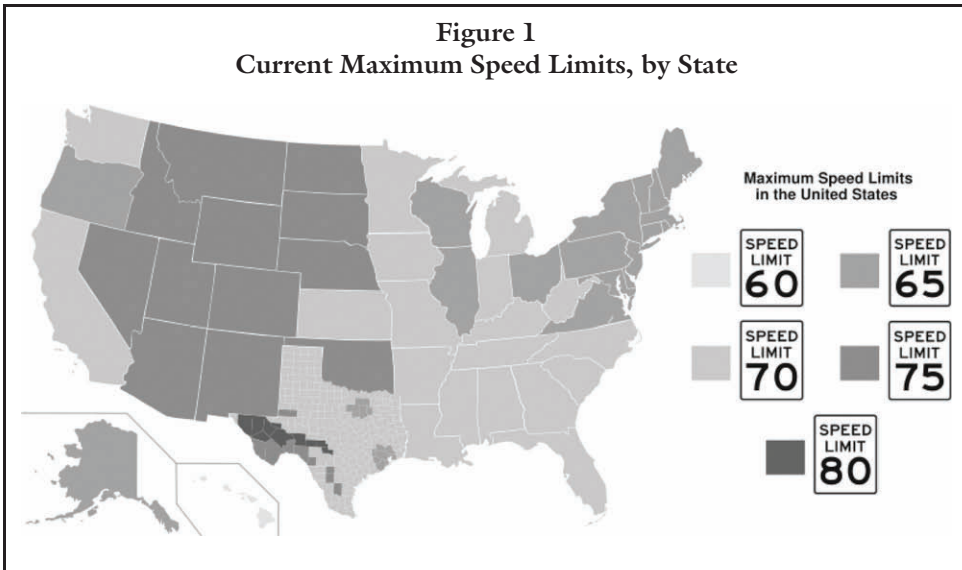 Figure 1
Current Maximum Speed Limits, by State
Maximum Speed Limits
in the United States
SPEED
LIMIT
60
SPEED
LIMIT
65
SPEED
LIMIT
70
SPEED
LIMIT
75
SPEED
LIMIT
80